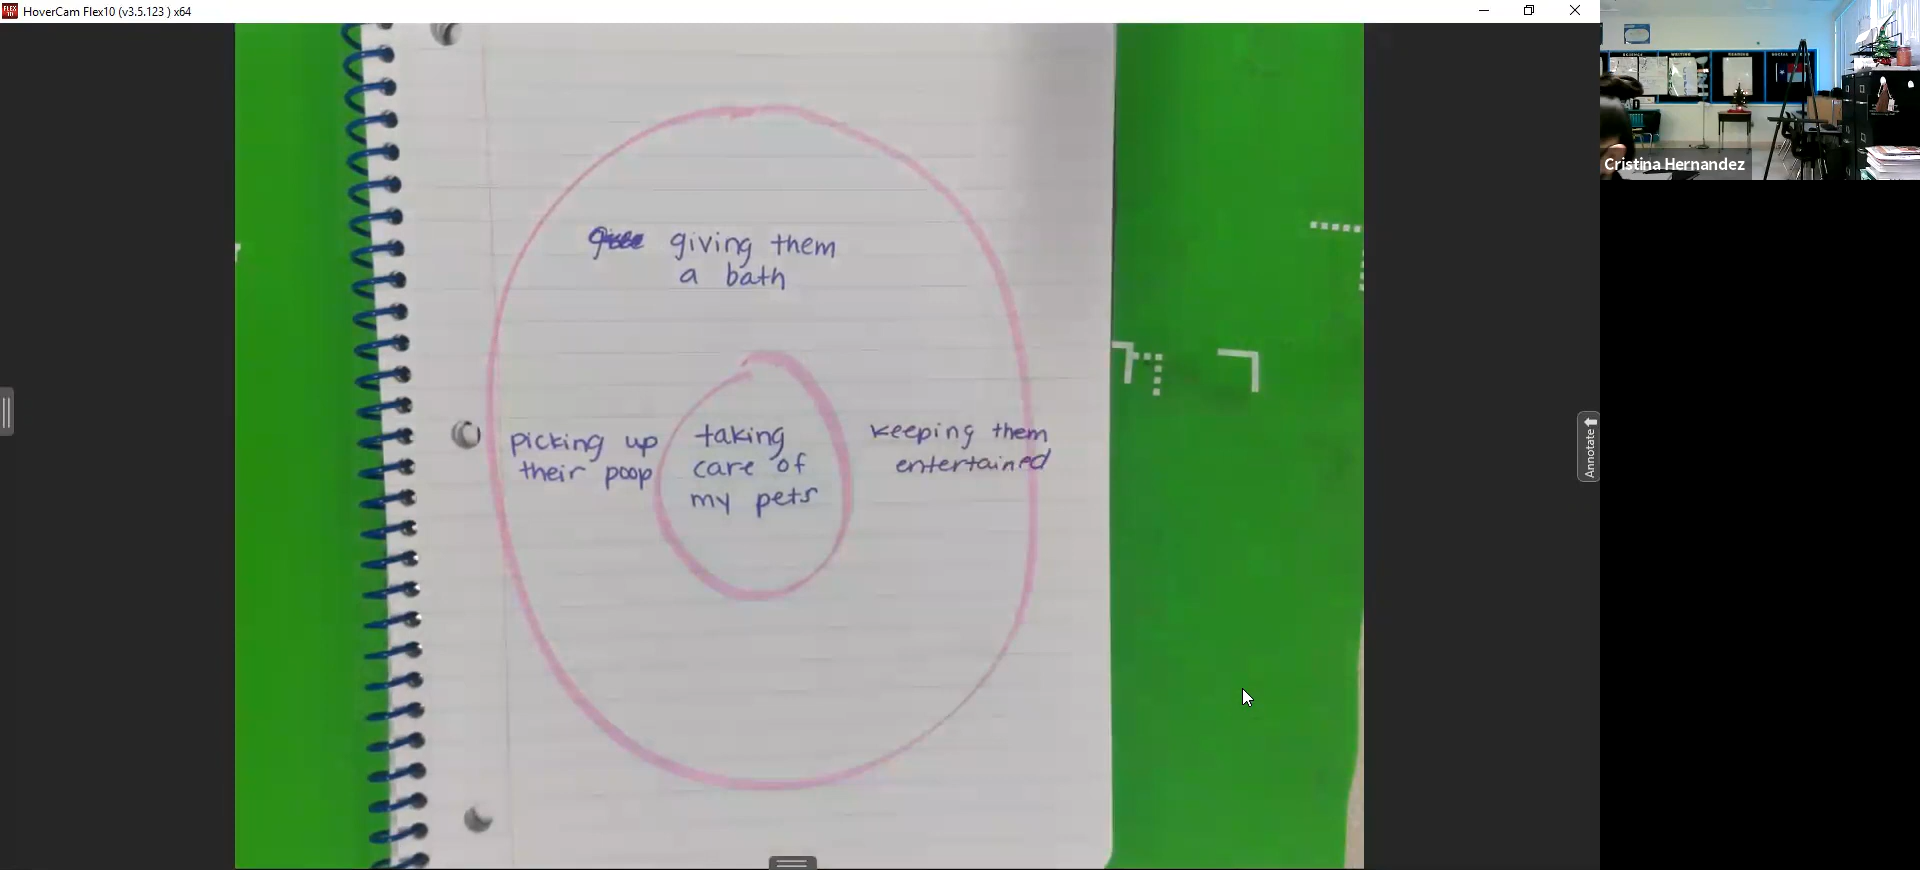 HoverCam Flex10 (v3.5.123 ) x64
giving them
a bath
picking up
their poop
taking
care of
my pets
keeping them
entertained
Annotate
Cristina Hernandez